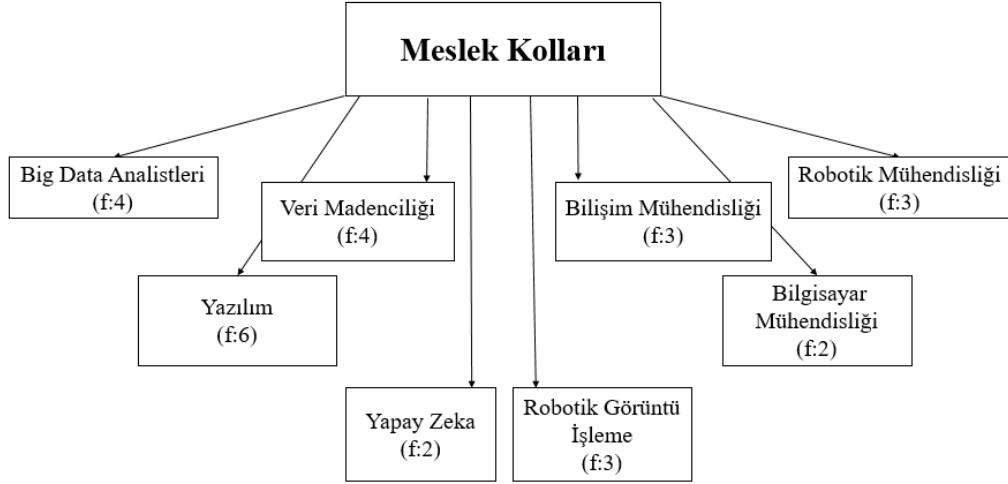 Meslek Kolları
Big Data Analistleri
(f:4)
Veri Madenciliği
(f:4)
Bilişim Mühendisliği
(f:3)
Robotik Mühendisliği
(f:3)
Yazılım
(f:6)
Bilgisayar
Mühendisliği
(f:2)
Yapay Zeka
(f:2)
Robotik Görüntü
İşleme
(f:3)